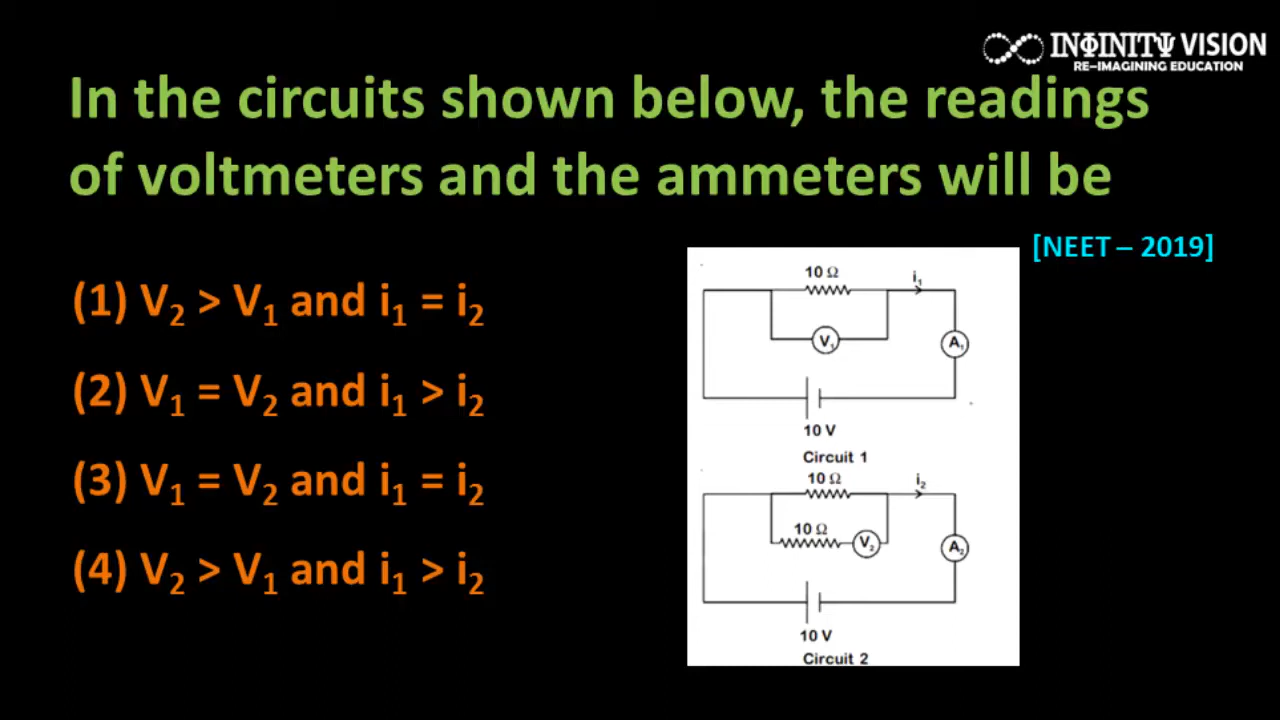 INΦINITΨ VISION
RE-IMAGINING EDUCATION
In the circuits shown below, the readings
of voltmeters and the ammeters will be
[NEET – 2019]
(1) V₂ > V₁ and i₁ = i₂
(2) V₁ = V₂ and i₁ > i₂
(3) V₁ = V₂ and i₁ = i₂
(4) V₂ > V₁ and i₁ > i₂
10 Ω
i₁
V₁
A₁
10 V
Circuit 1
10 Ω
i₂
10 Ω
V₂
A₂
10 V
Circuit 2